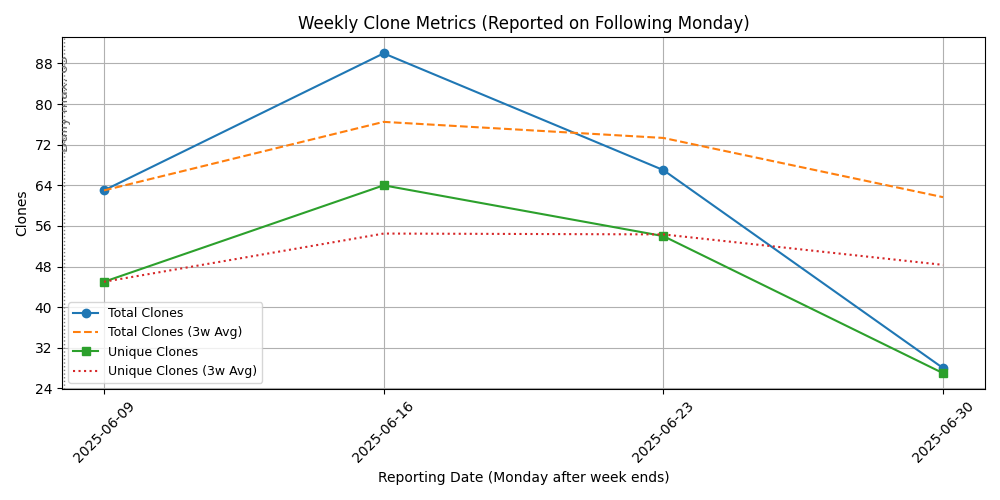 Weekly Clone Metrics (Reported on Following Monday)
88
80
72
64
56
48
40
32
24
Clones
Total Clones
Total Clones (3w Avg)
Unique Clones
Unique Clones (3w Avg)
2025-06-09
2025-06-16
2025-06-23
2025-06-30
Reporting Date (Monday after week ends)